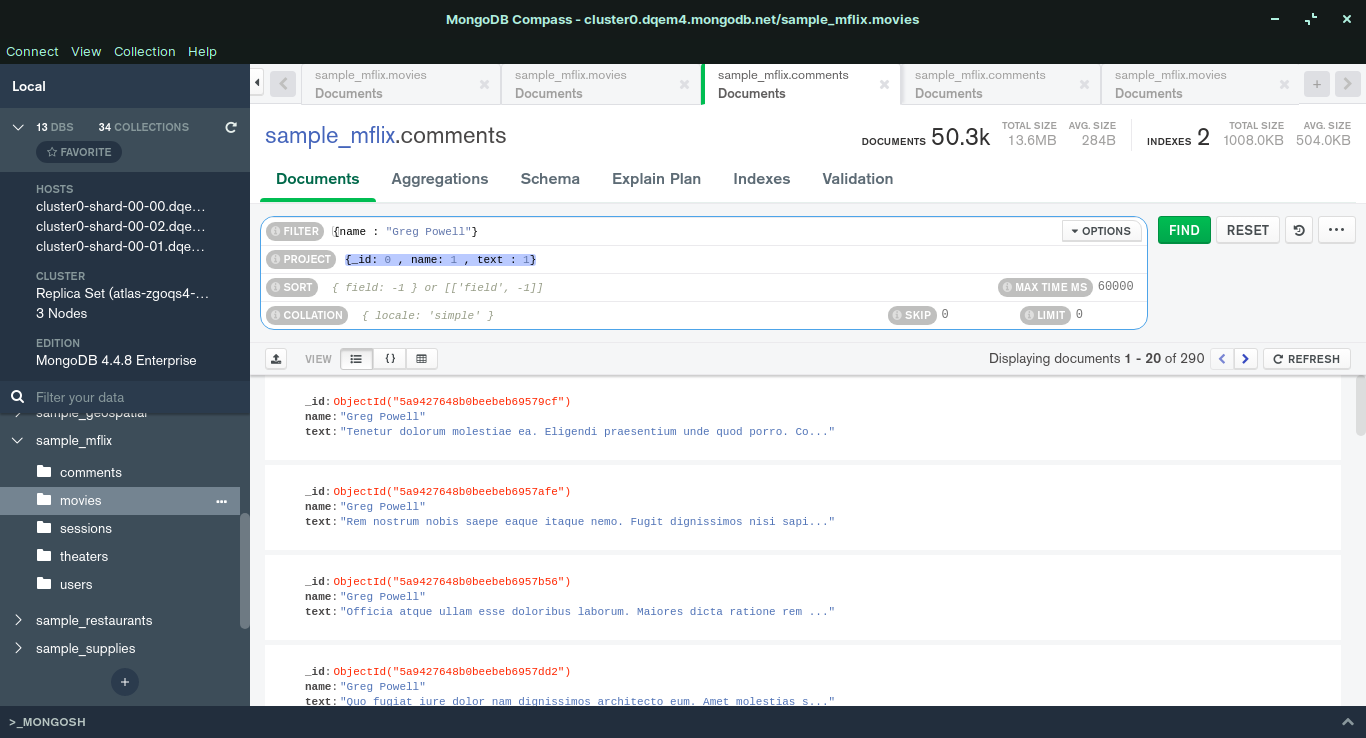 MongoDB Compass - cluster0.dqem4.mongodb.net/sample_mflix.movies
Connect View Collection Help
Local
13 DBS 34 COLLECTIONS
FAVORITE
HOSTS
cluster0-shard-00-00.dqe...
cluster0-shard-00-02.dqe...
cluster0-shard-00-01.dqe...
CLUSTER
Replica Set (atlas-zgoqs4-...
3 Nodes
EDITION
MongoDB 4.4.8 Enterprise
Filter your data
sample_geospatial
sample_mflix
comments
movies
sessions
theaters
users
sample_restaurants
sample_supplies
sample_mflix.movies
Documents
sample_mflix.movies
Documents
sample_mflix.comments
Documents
sample_mflix.comments
Documents
sample_mflix.movies
Documents
sample_mflix.comments
DOCUMENTS 50.3k TOTAL SIZE 13.6MB AVG. SIZE 284B
INDEXES 2 TOTAL SIZE 1008.0KB AVG. SIZE 504.0KB
Documents Aggregations Schema Explain Plan Indexes Validation
FILTER {name : "Greg Powell"} OPTIONS
FIND RESET
PROJECT {_id: 0 , name: 1 , text : 1}
SORT { field: -1 } or [['field', -1]] MAX TIME MS 60000
COLLATION { locale: 'simple' } SKIP 0 LIMIT 0
VIEW {} Displaying documents 1 - 20 of 290 REFRESH
_id: ObjectId("5a9427648b0beebeb69579cf")
name: "Greg Powell"
text: "Tenetur dolorum molestiae ea. Eligendi praesentium unde quod porro. Co..."
_id: ObjectId("5a9427648b0beebeb6957afe")
name: "Greg Powell"
text: "Rem nostrum nobis saepe eaque itaque nemo. Fugit dignissimos nisi sapi..."
_id: ObjectId("5a9427648b0beebeb6957b56")
name: "Greg Powell"
text: "Officia atque ullam esse doloribus laborum. Maiores dicta ratione rem ..."
_id: ObjectId("5a9427648b0beebeb6957dd2")
name: "Greg Powell"
text: "Quo fugiat iure dolor nam dignissimos architecto eum. Amet molestias s..."
>_MONGOSH